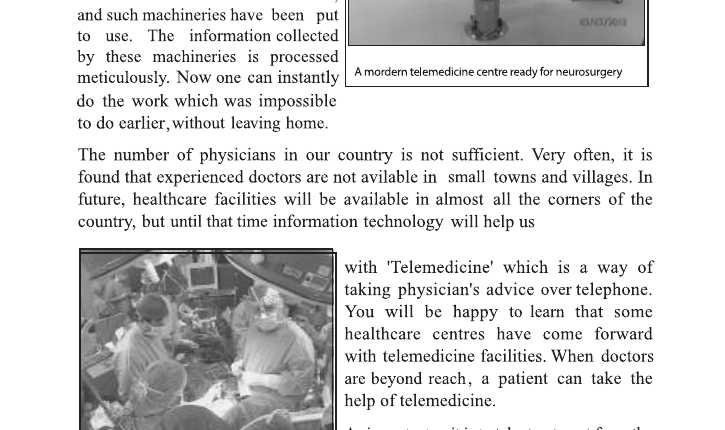 and such machineries have been put
to use. The information collected
by these machineries is processed
meticulously. Now one can instantly
do the work which was impossible
to do earlier, without leaving home.
A mordern telemedicine centre ready for neurosurgery
The number of physicians in our country is not sufficient. Very often, it is
found that experienced doctors are not avilable in small towns and villages. In
future, healthcare facilities will be available in almost all the corners of the
country, but until that time information technology will help us
with 'Telemedicine' which is a way of
taking physician's advice over telephone.
You will be happy to learn that some
healthcare centres have come forward
with telemedicine facilities. When doctors
are beyond reach, a patient can take the
help of telemedicine.